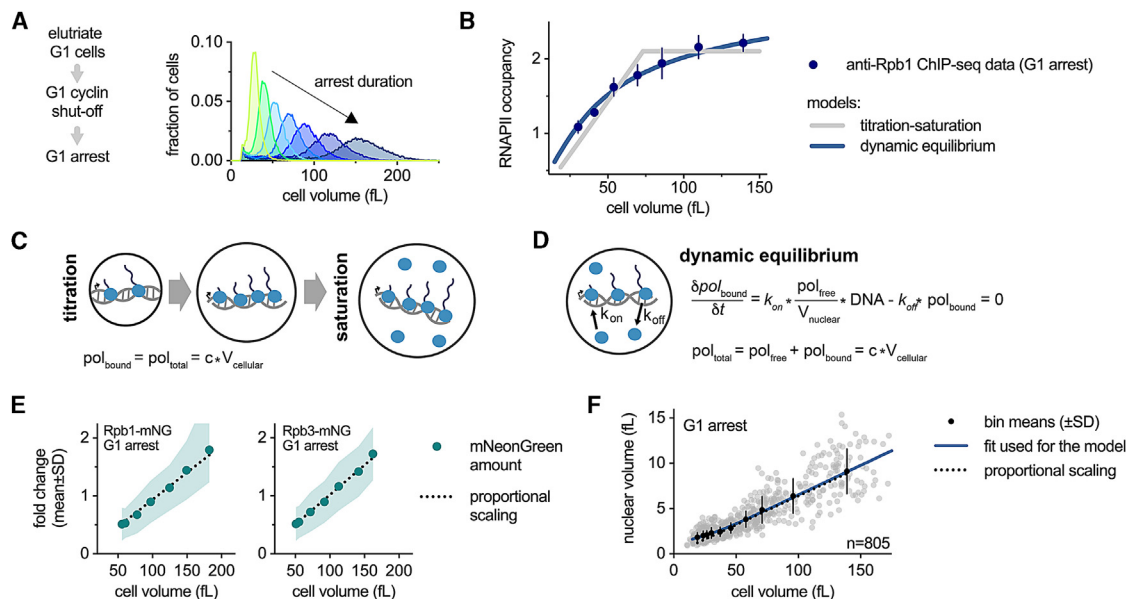 A
elutriate
G1 cells
G1 cyclin
shut-off
G1 arrest
fraction of cells
0.10
0.05
0.00
arrest duration
0
100
200
cell volume (fL)
B
RNAPII occupancy
2
1
50
100
150
cell volume (fL)
anti-Rpb1 ChIP-seq data (G1 arrest)
models:
titration-saturation
dynamic equilibrium
C
titration
saturation
pol_bound = pol_total = c*V_cellular
D
k_on
k_off
dynamic equilibrium
δpol_bound/δt = k_on * pol_free/V_nuclear * DNA - k_off * pol_bound = 0
pol_total = pol_free + pol_bound = c*V_cellular
E
fold change
(mean±SD)
Rpb1-mNG
G1 arrest
2
1
0
50 100 150 200
cell volume (fL)
Rpb3-mNG
G1 arrest
2
1
0
50 100 150 200
cell volume (fL)
mNeonGreen
amount
proportional
scaling
F
nuclear volume (fL)
G1 arrest
15
10
5
0
0
50
100
150
n=805
cell volume (fL)
bin means (±SD)
fit used for the model
proportional scaling